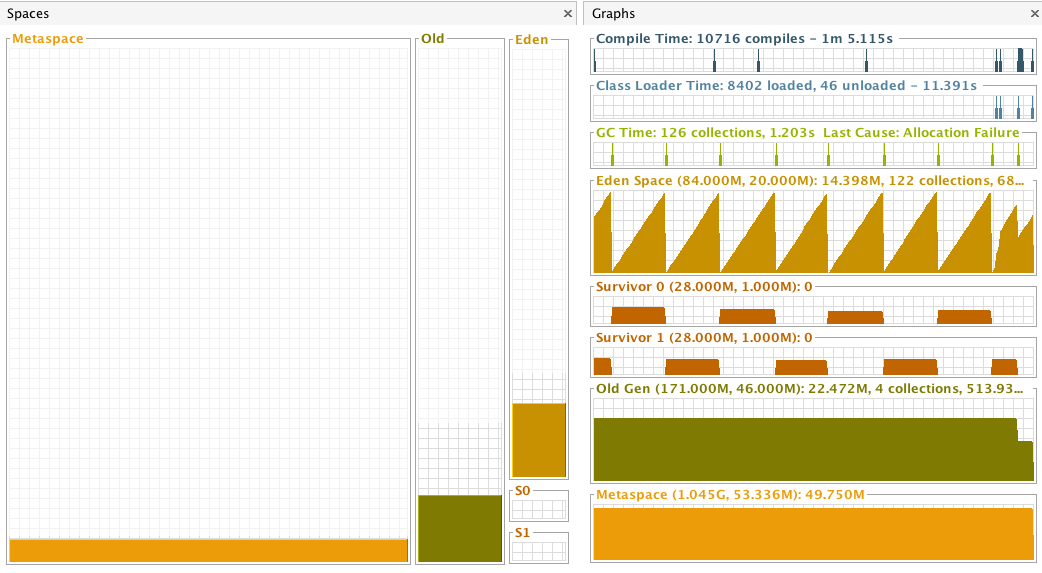 Spaces
Metaspace
Old
Eden
S0
S1
Graphs
Compile Time: 10716 compiles - 1m 5.115s
Class Loader Time: 8402 loaded, 46 unloaded - 11.391s
GC Time: 126 collections, 1.203s Last Cause: Allocation Failure
Eden Space (84.000M, 20.000M): 14.398M, 122 collections, 68...
Survivor 0 (28.000M, 1.000M): 0
Survivor 1 (28.000M, 1.000M): 0
Old Gen (171.000M, 46.000M): 22.472M, 4 collections, 513.93...
Metaspace (1.045G, 53.336M): 49.750M